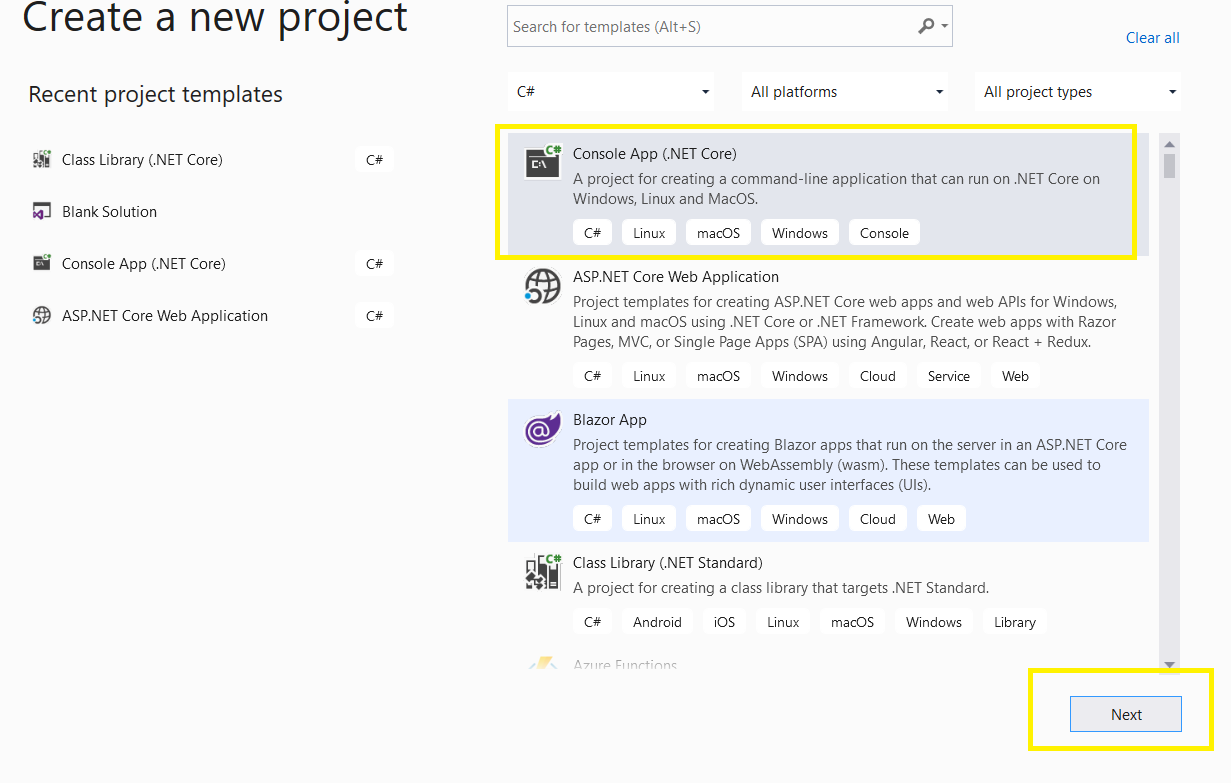 Create a new project
Search for templates (Alt+S)
Clear all
Recent project templates
C#
All platforms
All project types
Class Library (.NET Core)
C#
Blank Solution
Console App (.NET Core)
C#
ASP.NET Core Web Application
C#
C#
C:\
Console App (.NET Core)
A project for creating a command-line application that can run on .NET Core on
Windows, Linux and MacOS.
C# Linux macOS Windows Console
ASP.NET Core Web Application
Project templates for creating ASP.NET Core web apps and web APIs for Windows,
Linux and macOS using .NET Core or .NET Framework. Create web apps with Razor
Pages, MVC, or Single Page Apps (SPA) using Angular, React, or React + Redux.
C# Linux macOS Windows Cloud Service Web
@
Blazor App
Project templates for creating Blazor apps that run on the server in an ASP.NET Core
app or in the browser on WebAssembly (wasm). These templates can be used to
build web apps with rich dynamic user interfaces (UIs).
C# Linux macOS Windows Cloud Web
C#
Class Library (.NET Standard)
A project for creating a class library that targets .NET Standard.
C# Android iOS Linux macOS Windows Library
Azure Functions
Next